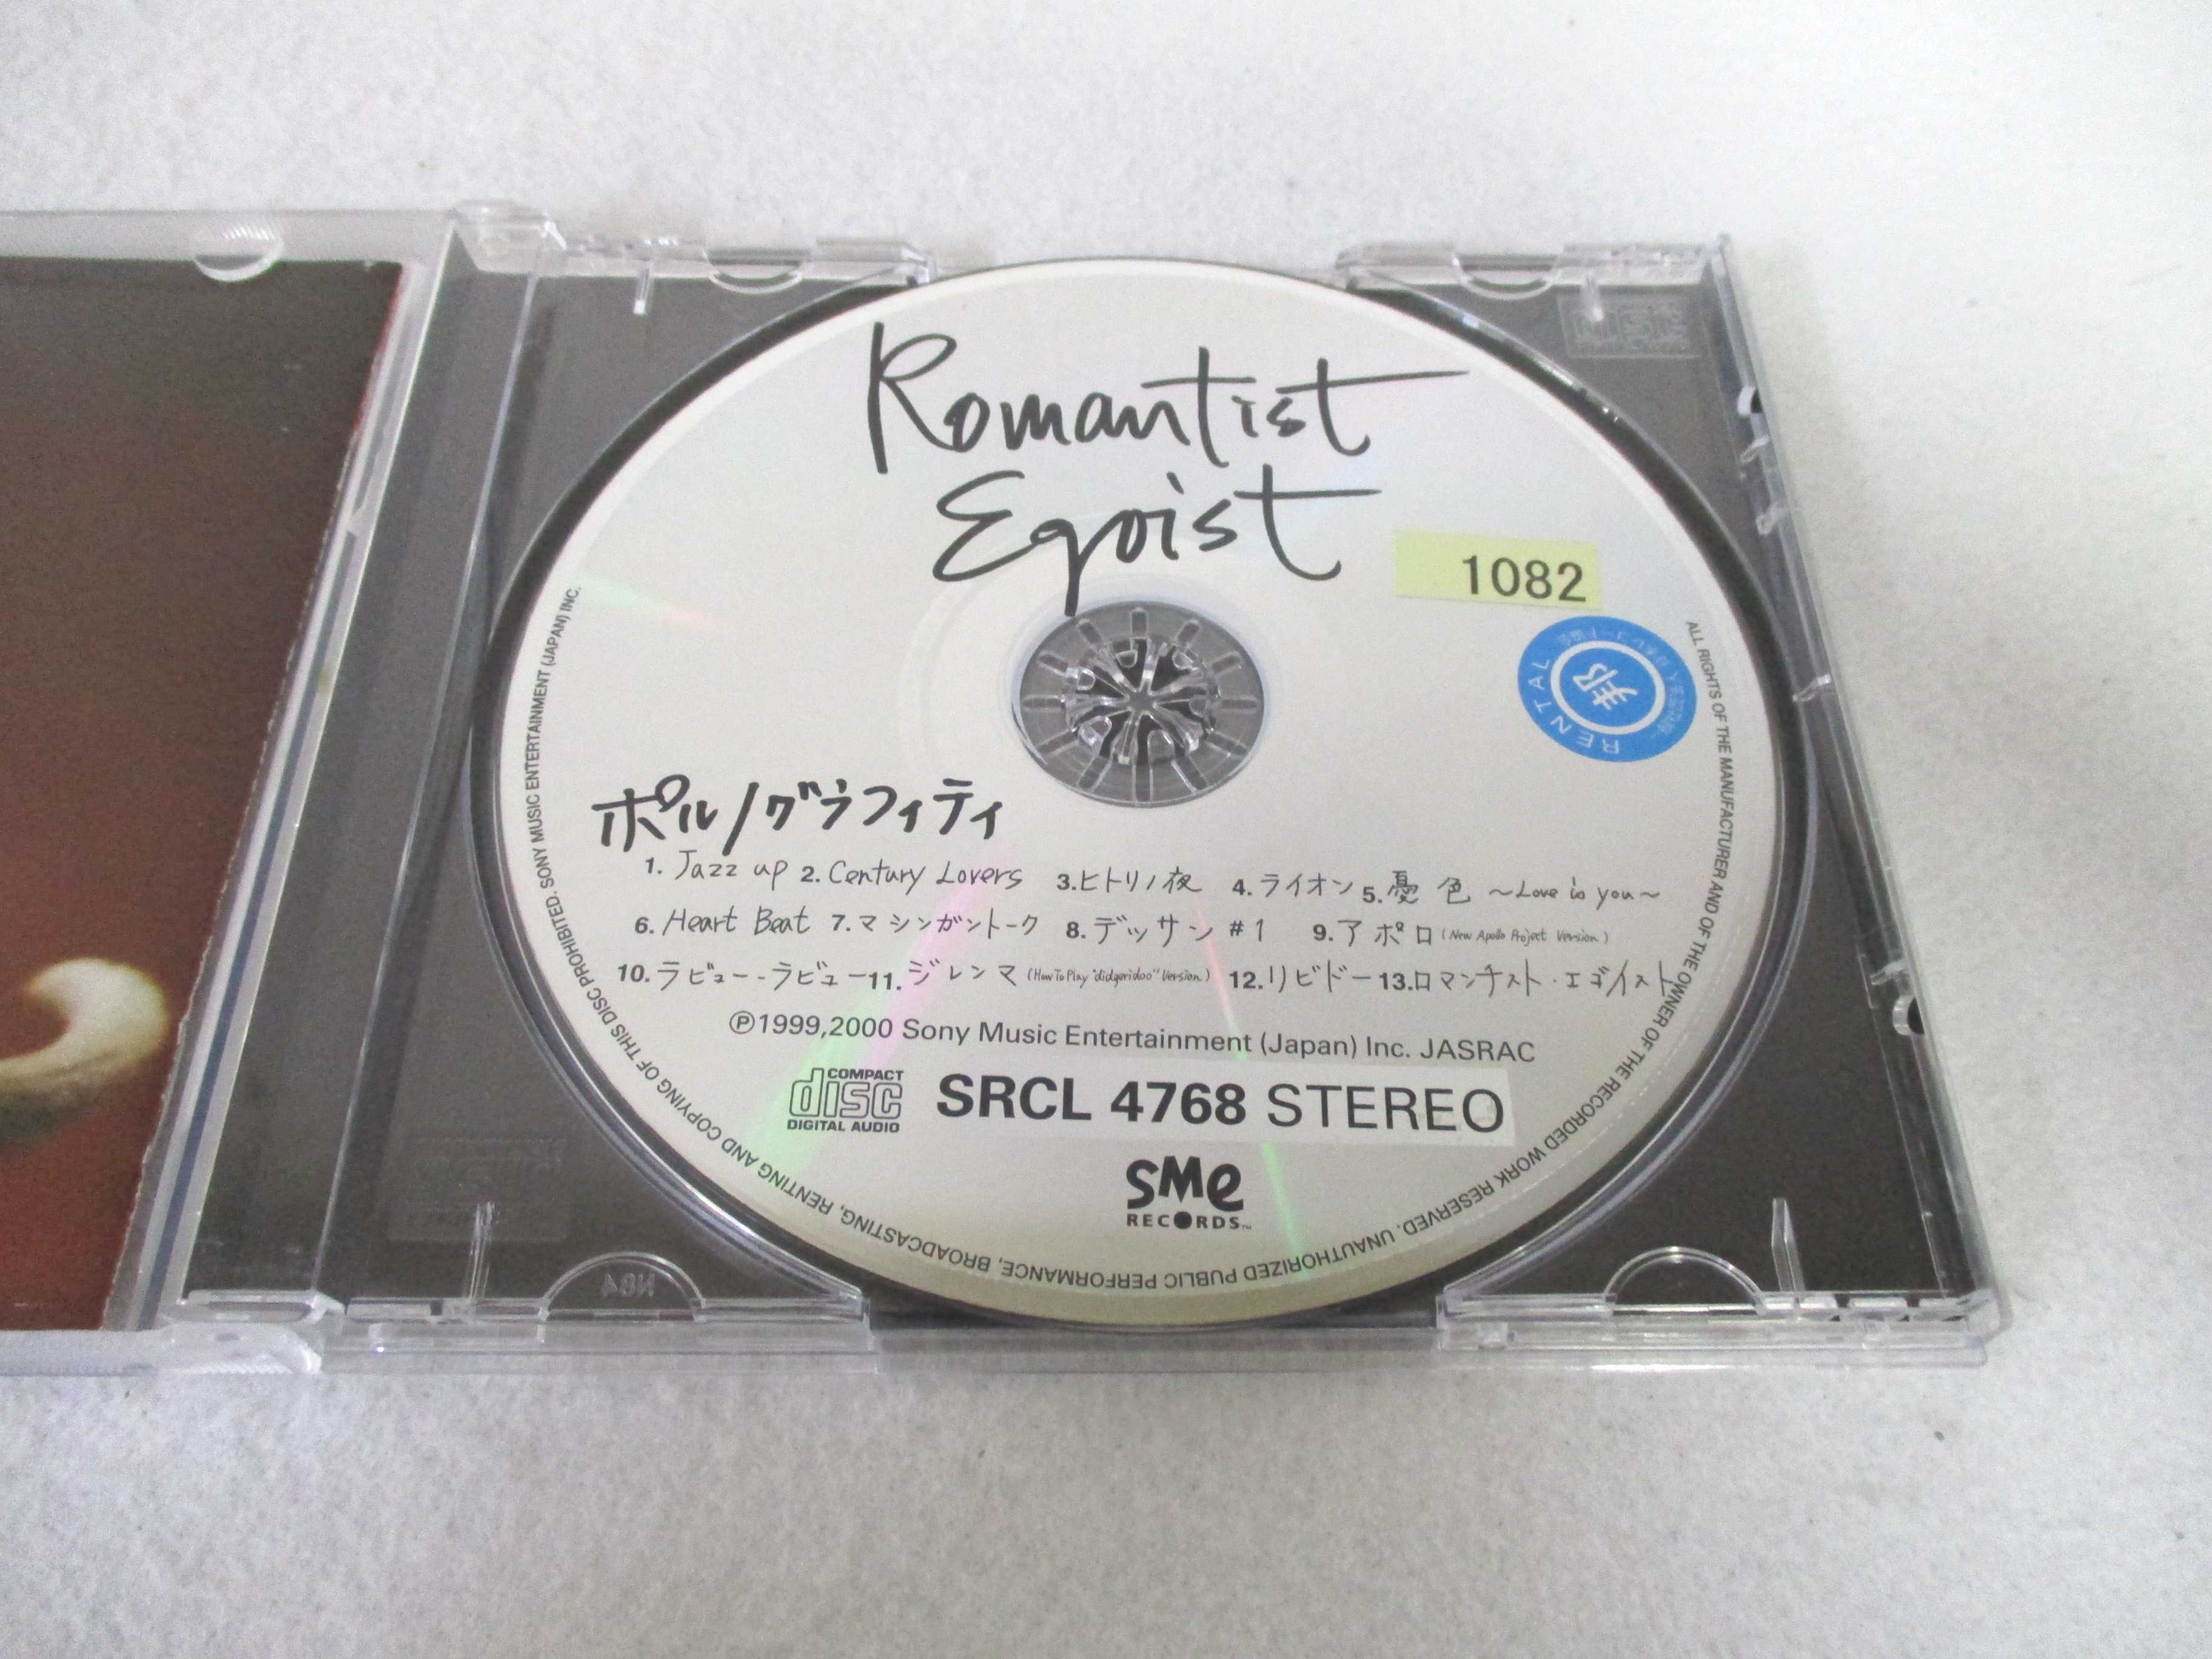 Romantist
Egoist
1082
RENTAL
ポルノグラフィティ
1. Jazz up 2. Century Lovers 3.ヒトリノ夜 4.ライオン 5.憂色 ～Love is you～
6. Heart Beat 7.マシンガントーク 8.デッサン#1 9.アポロ (New Apollo Project Version)
10.ラビュー・ラビュー 11.ジレンマ (How To Play "didgeridoo" Version) 12.リビドー 13.ロマンチスト・エゴイスト
Ⓟ1999,2000 Sony Music Entertainment (Japan) Inc. JASRAC
COMPACT
disc
DIGITAL AUDIO
SRCL 4768 STEREO
SMe
RECORDS™
ALL RIGHTS OF THE MANUFACTURER AND OF THE OWNER OF THE RECORDED WORK RESERVED. UNAUTHORIZED PUBLIC PERFORMANCE, BROADCASTING, RENTING AND COPYING OF THIS DISC PROHIBITED. SONY MUSIC ENTERTAINMENT (JAPAN) INC.